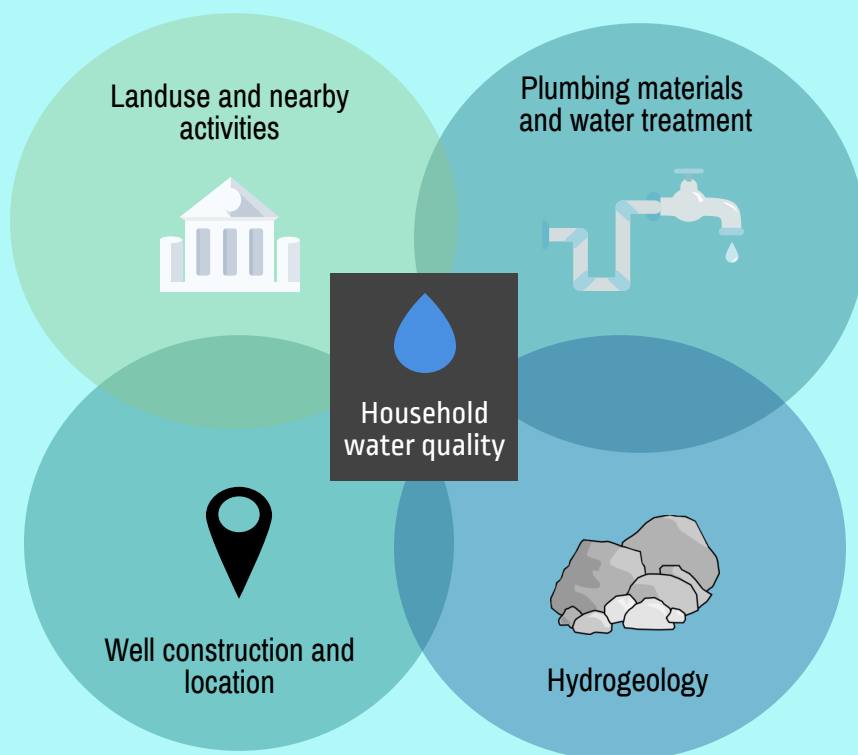 Landuse and nearby
activities
Plumbing materials
and water treatment
Household
water quality
Well construction and
location
Hydrogeology